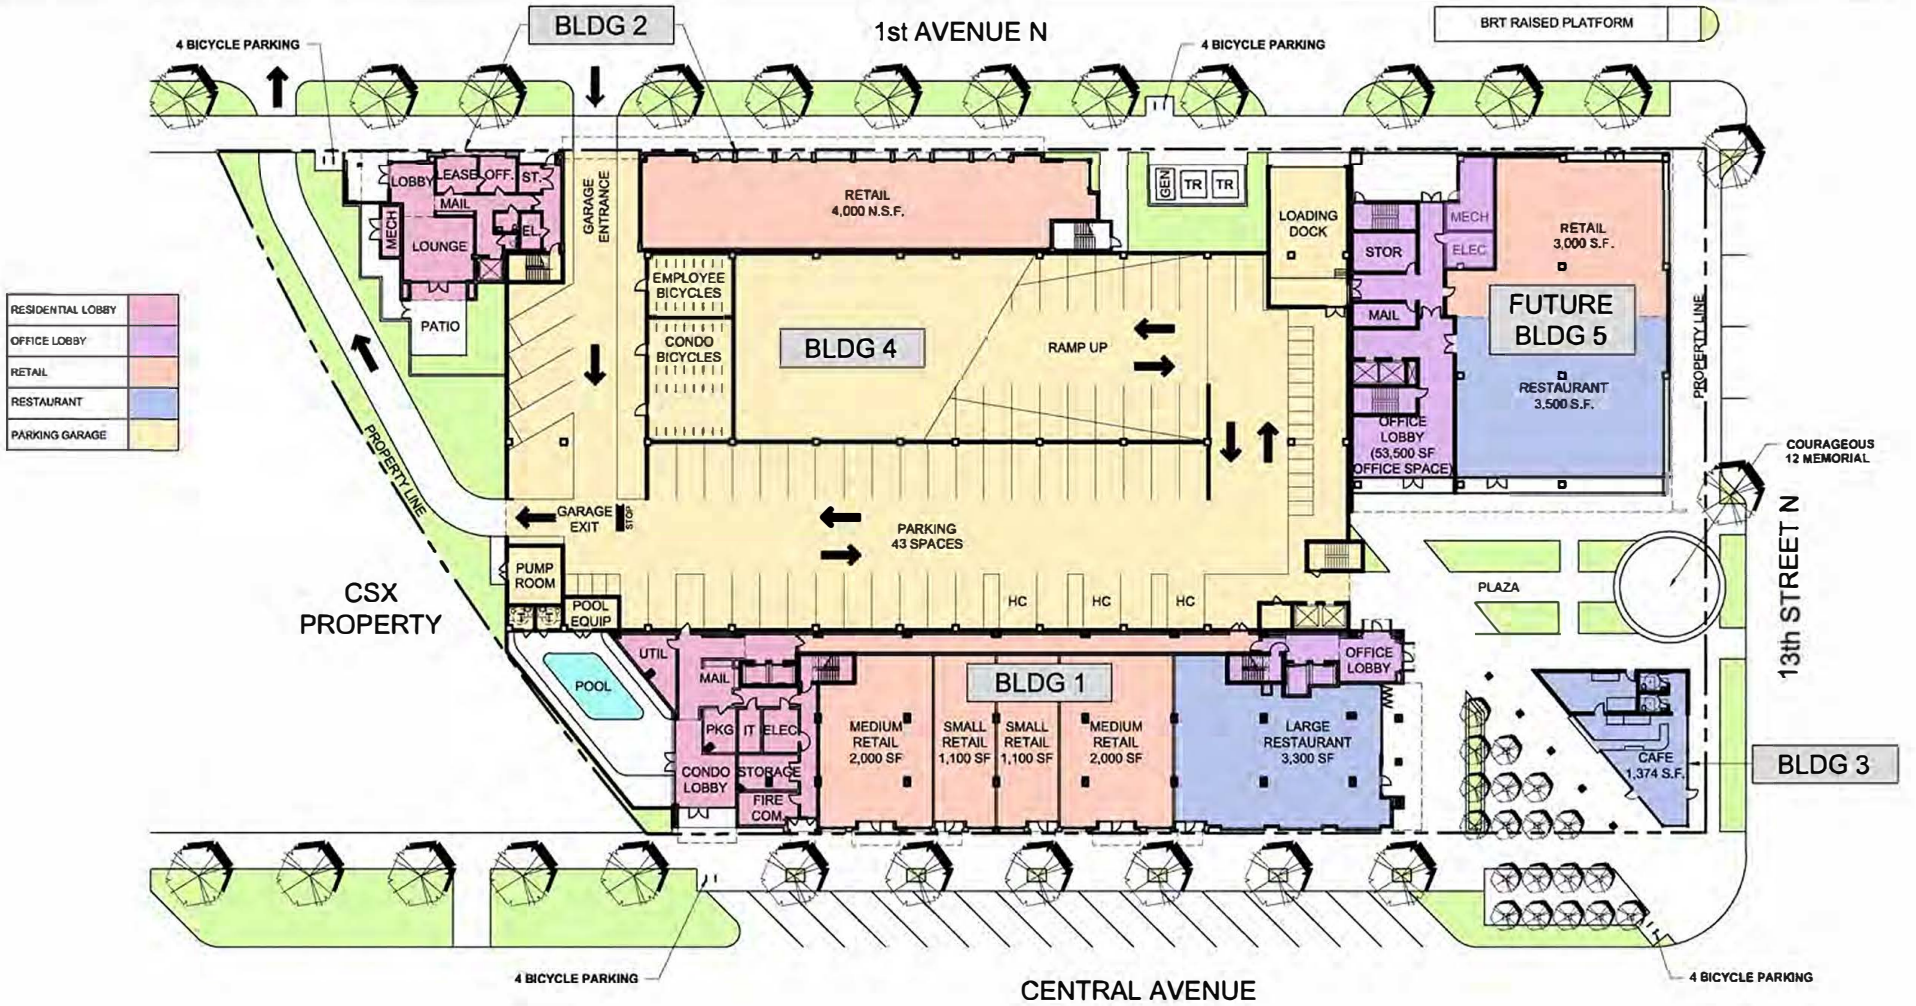 BLDG 2
1st AVENUE N
BRT RAISED PLATFORM
4 BICYCLE PARKING
4 BICYCLE PARKING
LOBBY
LEASE
OFF.
ST.
MAIL
MECH
LOUNGE
EL.
PATIO
GARAGE
ENTRANCE
RETAIL
4,000 N.S.F.
GEN
TR
TR
LOADING
DOCK
MECH
ELEC
STOR
MAIL
RETAIL
3,000 S.F.
FUTURE
BLDG 5
RESTAURANT
3,500 S.F.
OFFICE
LOBBY
(53,500 SF
OFFICE SPACE)
PROPERTY LINE
RESIDENTIAL LOBBY
OFFICE LOBBY
RETAIL
RESTAURANT
PARKING GARAGE
EMPLOYEE
BICYCLES
CONDO
BICYCLES
BLDG 4
RAMP UP
PROPERTY LINE
COURAGEOUS
12 MEMORIAL
GARAGE
EXIT
STOP
PARKING
43 SPACES
13th STREET N
CSX
PROPERTY
PUMP
ROOM
POOL
EQUIP
HC
HC
HC
PLAZA
POOL
UTIL
MAIL
PKG
IT
ELEC
CONDO
LOBBY
STORAGE
FIRE
COM.
BLDG 1
MEDIUM
RETAIL
2,000 SF
SMALL
RETAIL
1,100 SF
SMALL
RETAIL
1,100 SF
MEDIUM
RETAIL
2,000 SF
LARGE
RESTAURANT
3,300 SF
OFFICE
LOBBY
CAFE
1,374 S.F.
BLDG 3
4 BICYCLE PARKING
4 BICYCLE PARKING
CENTRAL AVENUE